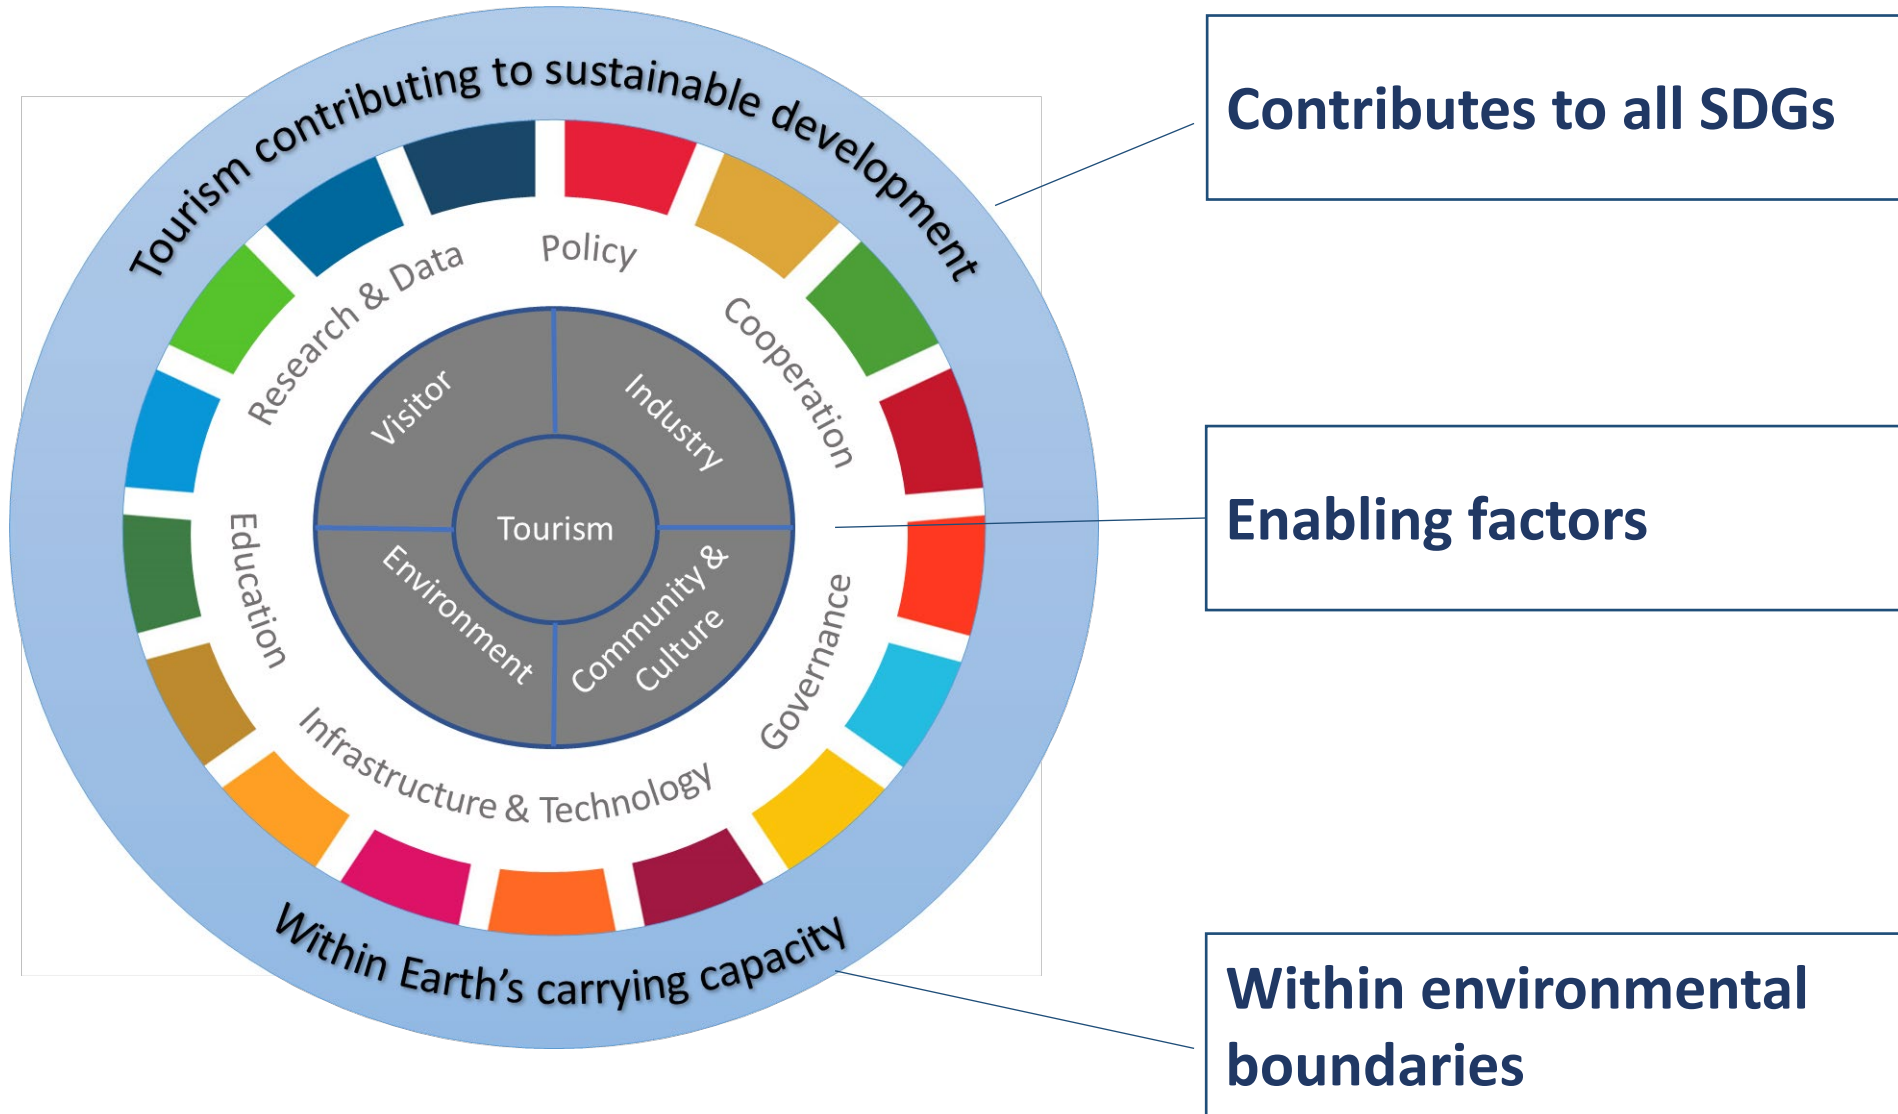 Tourism contributing to sustainable development
Research & Data
Policy
Cooperation
Education
Governance
Infrastructure & Technology
Visitor
Industry
Tourism
Environment
Community &
Culture
Within Earth's carrying capacity
Contributes to all SDGs
Enabling factors
Within environmental
boundaries